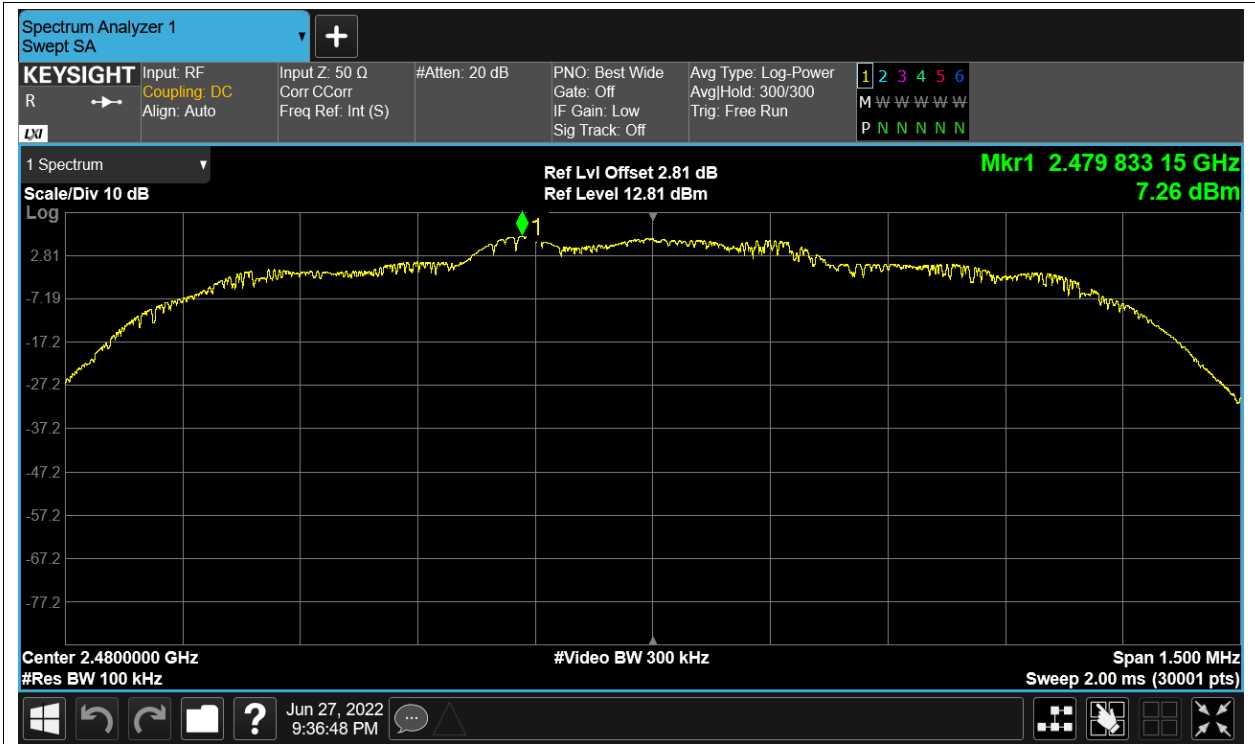 Spectrum Analyzer 1
Swept SA
+
KEYSIGHT
R
LXI
Input: RF
Coupling: DC
Align: Auto
Input Z: 50 Ω
Corr CCorr
Freq Ref: Int (S)
#Atten: 20 dB
PNO: Best Wide
Gate: Off
IF Gain: Low
Sig Track: Off
Avg Type: Log-Power
Avg|Hold: 300/300
Trig: Free Run
1 2 3 4 5 6
M W W W W W
P N N N N N
1 Spectrum
Scale/Div 10 dB
Log
Ref Lvl Offset 2.81 dB
Ref Level 12.81 dBm
Mkr1 2.479 833 15 GHz
7.26 dBm
1
2.81
-7.19
-17.2
-27.2
-37.2
-47.2
-57.2
-67.2
-77.2
Center 2.4800000 GHz
#Res BW 100 kHz
#Video BW 300 kHz
Span 1.500 MHz
Sweep 2.00 ms (30001 pts)
?
Jun 27, 2022
9:36:48 PM